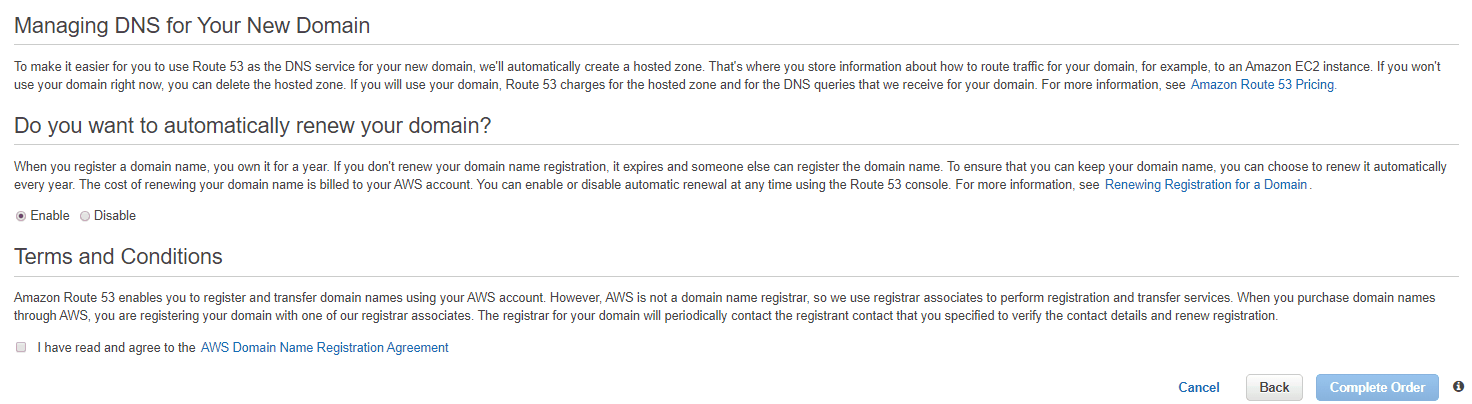 Managing DNS for Your New Domain
To make it easier for you to use Route 53 as the DNS service for your new domain, we'll automatically create a hosted zone. That's where you store information about how to route traffic for your domain, for example, to an Amazon EC2 instance. If you won't
use your domain right now, you can delete the hosted zone. If you will use your domain, Route 53 charges for the hosted zone and for the DNS queries that we receive for your domain. For more information, see Amazon Route 53 Pricing.
Do you want to automatically renew your domain?
When you register a domain name, you own it for a year. If you don't renew your domain name registration, it expires and someone else can register the domain name. To ensure that you can keep your domain name, you can choose to renew it automatically
every year. The cost of renewing your domain name is billed to your AWS account. You can enable or disable automatic renewal at any time using the Route 53 console. For more information, see Renewing Registration for a Domain .
Enable Disable
Terms and Conditions
Amazon Route 53 enables you to register and transfer domain names using your AWS account. However, AWS is not a domain name registrar, so we use registrar associates to perform registration and transfer services. When you purchase domain names
through AWS, you are registering your domain with one of our registrar associates. The registrar for your domain will periodically contact the registrant contact that you specified to verify the contact details and renew registration.
I have read and agree to the AWS Domain Name Registration Agreement
Cancel Back Complete Order i